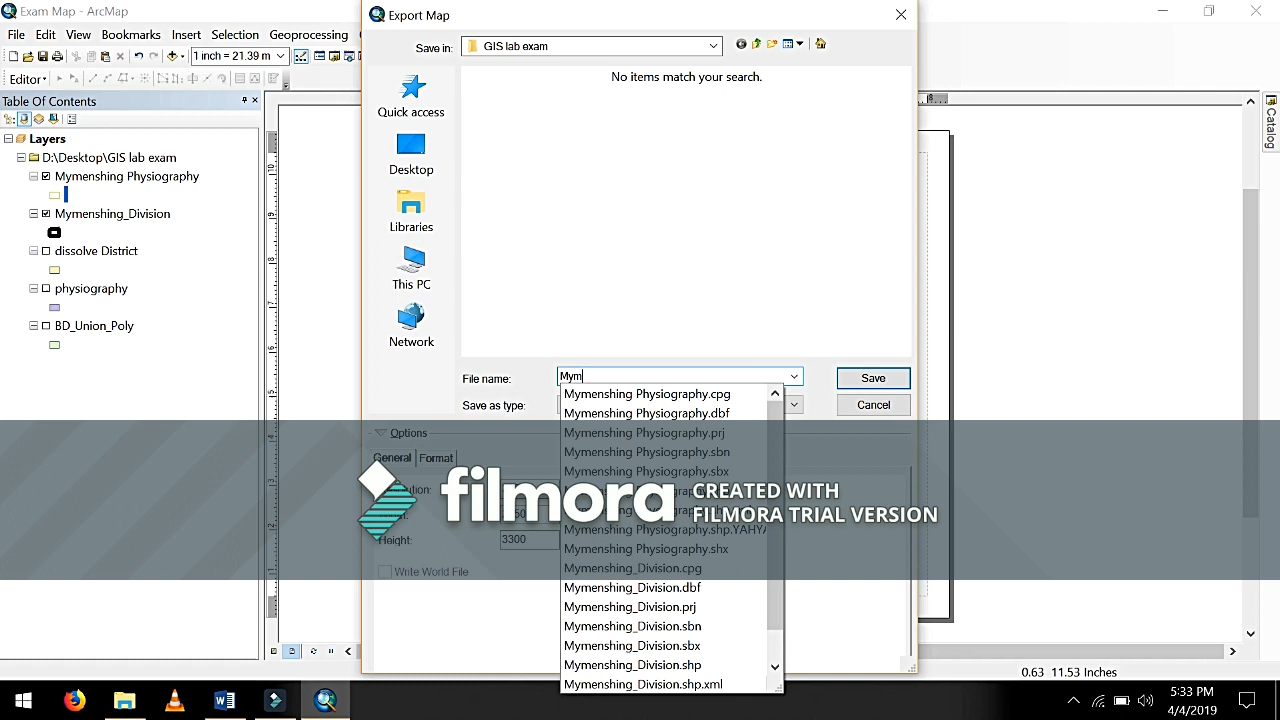 Exam Map - ArcMap
File Edit View Bookmarks Insert Selection Geoprocessing
1 inch = 21.39 m
Editor
Table Of Contents
Layers
D:\Desktop\GIS lab exam
Mymenshing Physiography
Mymenshing_Division
dissolve District
physiography
BD_Union_Poly
Export Map
Save in: GIS lab exam
No items match your search.
Quick access
Desktop
Libraries
This PC
Network
File name: Mym
Save
Save as type:
Cancel
Mymenshing Physiography.cpg
Mymenshing Physiography.dbf
Mymenshing Physiography.prj
Mymenshing Physiography.sbn
Mymenshing Physiography.sbx
Mymenshing Physiography.shp.YAHYA
Mymenshing Physiography.shx
Mymenshing_Division.cpg
Mymenshing_Division.dbf
Mymenshing_Division.prj
Mymenshing_Division.sbn
Mymenshing_Division.sbx
Mymenshing_Division.shp
Mymenshing_Division.shp.xml
Options
General Format
Height: 3300
Write World File
filmora
CREATED WITH
FILMORA TRIAL VERSION
Catalog
0.63 11.53 Inches
5:33 PM
4/4/2019